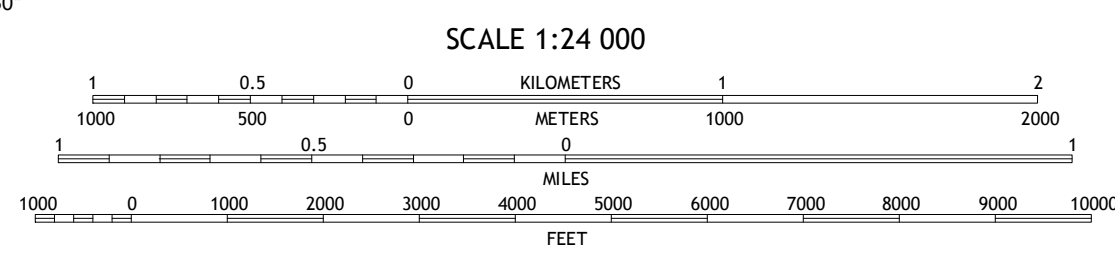 SCALE 1:24 000
1 0.5 0 KILOMETERS 1 2
1000 500 0 METERS 1000 2000
1 0.5 0 1
MILES
1000 0 1000 2000 3000 4000 5000 6000 7000 8000 9000 10000
FEET